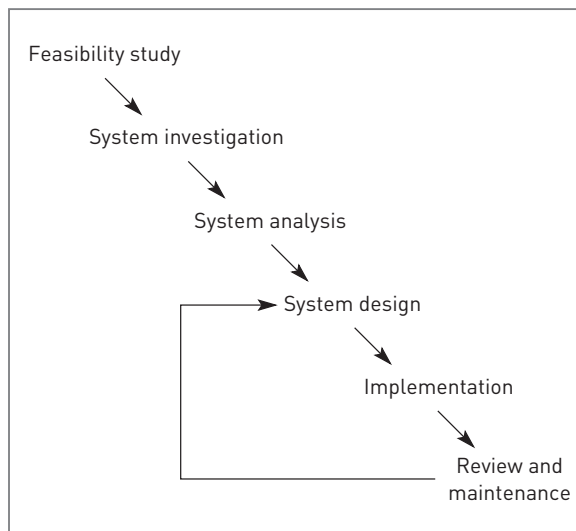 Feasibility study
System investigation
System analysis
System design
Implementation
Review and
maintenance